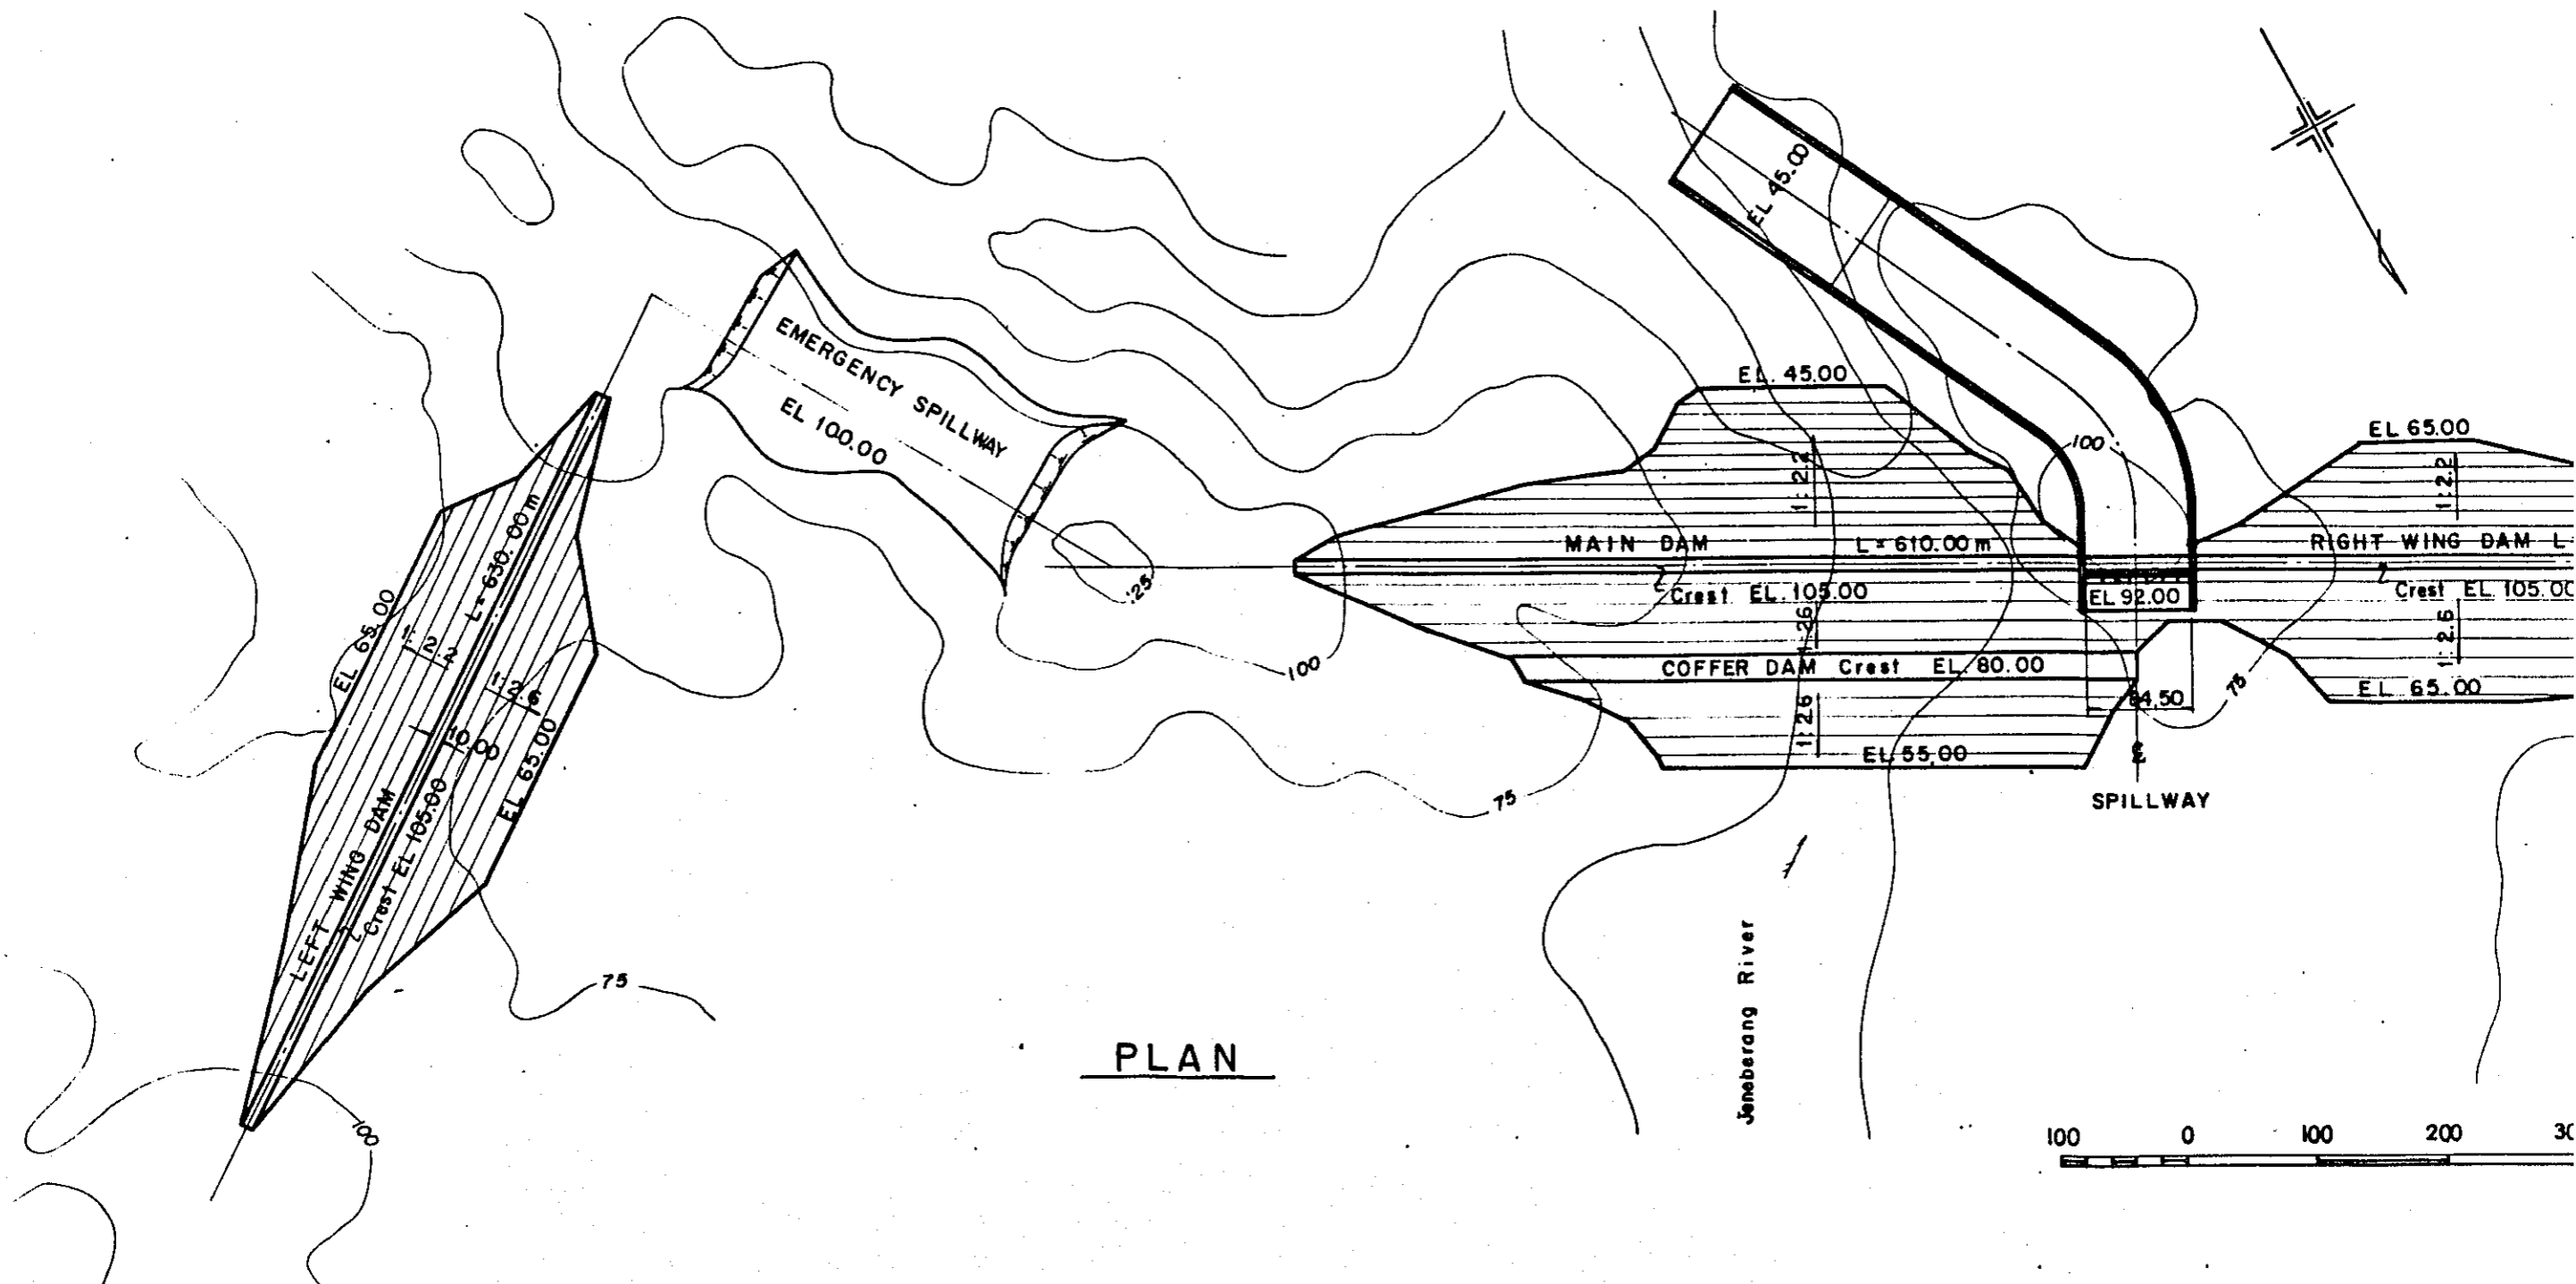 EL 45.00
EMERGENCY SPILLWAY
EL 100.00
EL. 45.00
100
EL 65.00
1:2.2
1:2.2
MAIN DAM L= 610.00 m
RIGHT WING DAM L
Crest EL. 105.00
EL 92.00
Crest EL. 105.00
125
1:2.6
1:2.6
100
COFFER DAM Crest EL. 80.00
EL 65.00
75
1:2.6
EL 55.00
SPILLWAY
75
L= 630.00 m
EL 65.00
1:2.2
1:2.6
10.00
EL 65.00
LEFT WING DAM
Crest EL 105.00
75
100
Jeneberang River
PLAN
100 0 100 200